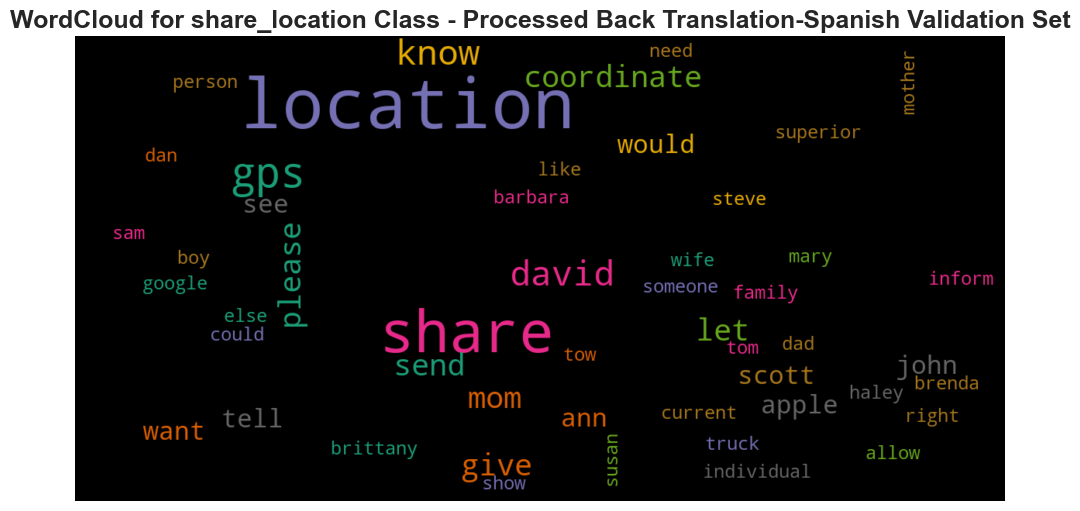 WordCloud for share_location Class - Processed Back Translation-Spanish Validation Set
know
need
person
location
coordinate
mother
superior
dan
would
gps
like
see
barbara
steve
sam
please
boy
google
david
wife
mary
someone
family
inform
else
could
share
let
tom
dad
tow
send
scott
john
brenda
mom
apple
haley
want
tell
ann
current
right
brittany
susan
truck
allow
give
show
individual